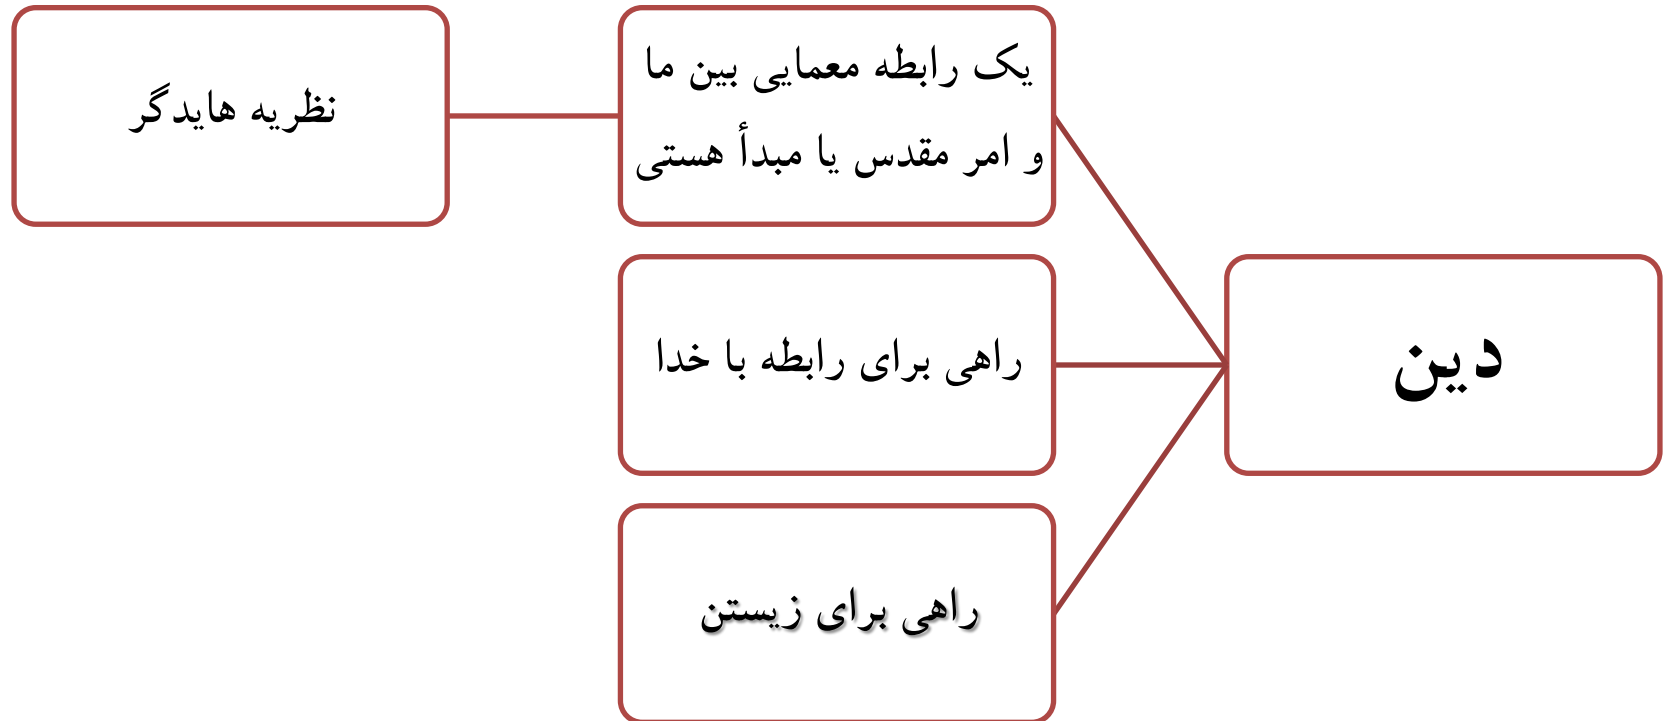 دین
یک رابطه معمایی بین ما
و امر مقدس یا مبدأ هستی
نظریه هایدگر
راهی برای رابطه با خدا
راهی برای زیستن